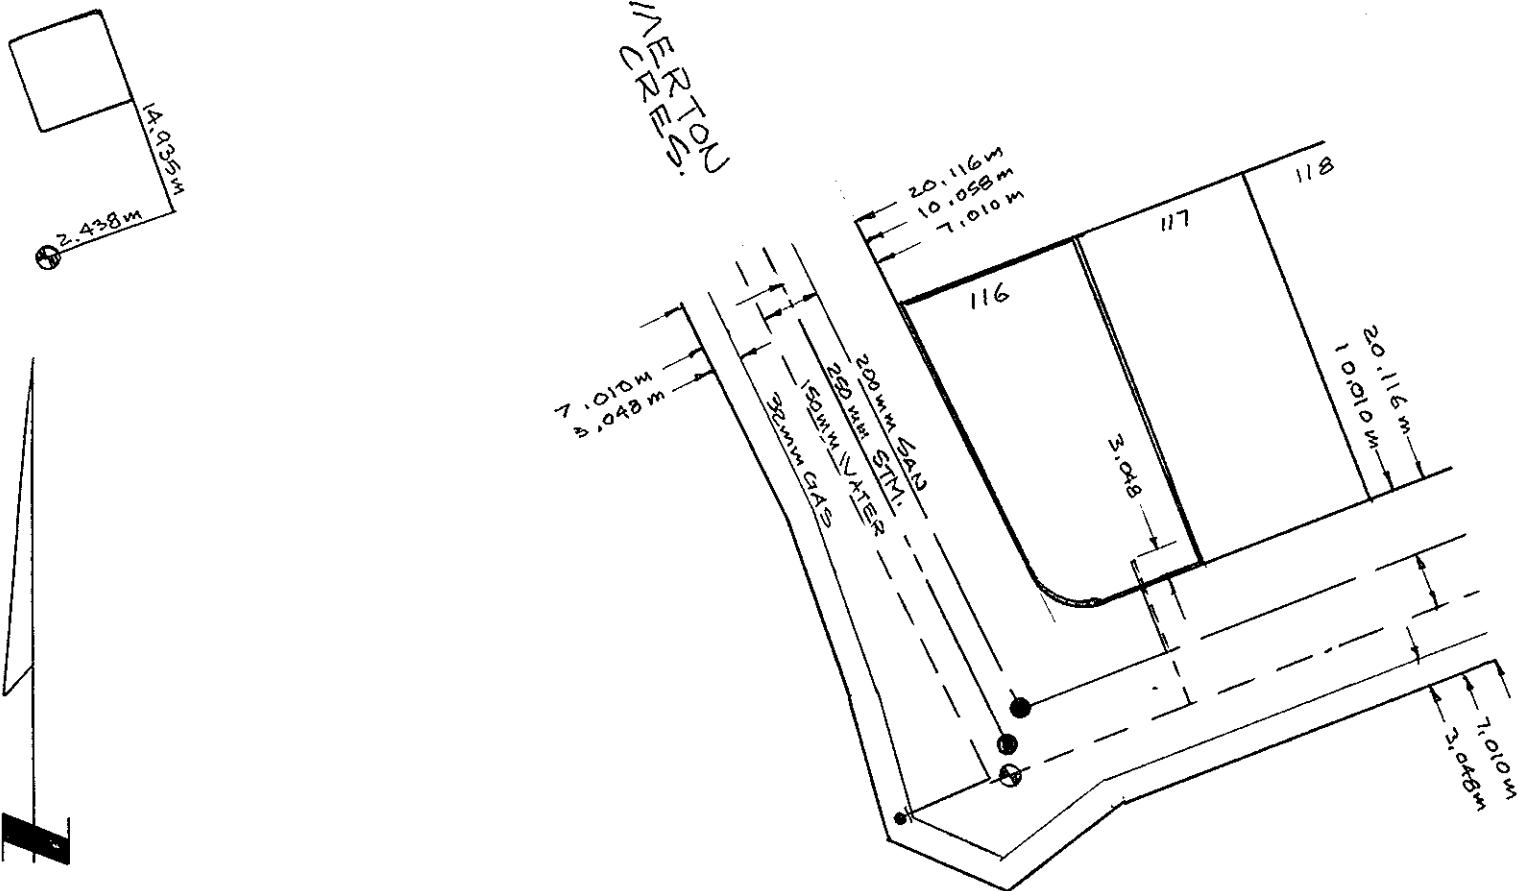 14.935m
2.438m
VERTON
CRES.
20.116m
10.058m
7.010m
116
117
118
20.116m
10.010m
3.048
7.010m
3.048m
200mm SAN
250mm STM.
150mm WATER
32mm GAS
7.010m
3.048m